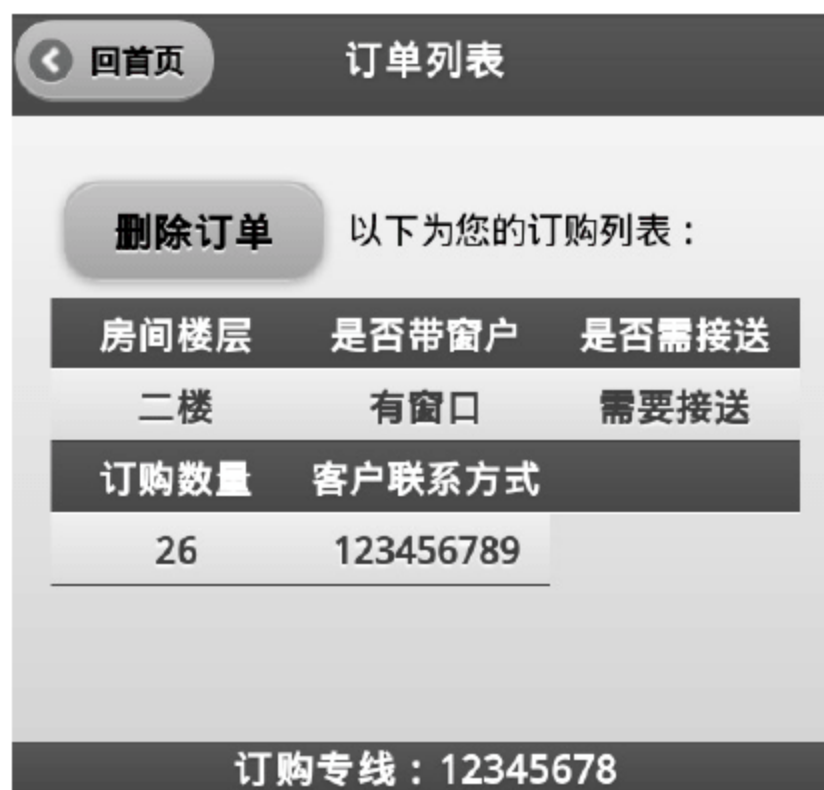 回首页 订单列表
删除订单 以下为您的订购列表：
房间楼层 是否带窗户 是否需接送
二楼 有窗口 需要接送
订购数量 客户联系方式
26 123456789
订购专线：12345678